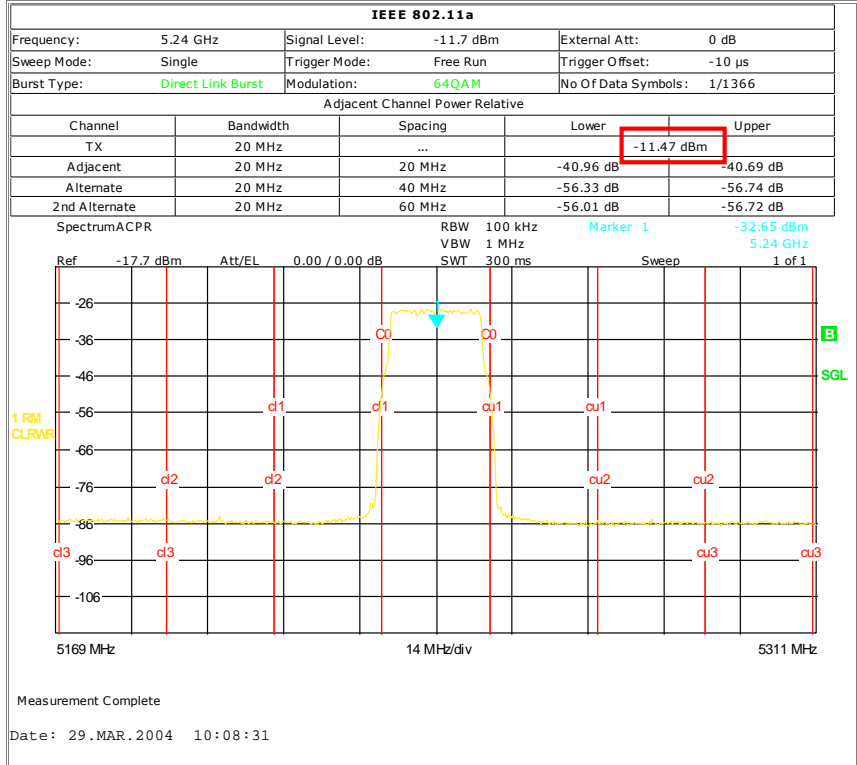 IEEE 802.11a
Frequency: 5.24 GHz Signal Level: -11.7 dBm External Att: 0 dB
Sweep Mode: Single Trigger Mode: Free Run Trigger Offset: -10 µs
Burst Type: Direct Link Burst Modulation: 64QAM No Of Data Symbols: 1/1366
Adjacent Channel Power Relative
Channel Bandwidth Spacing Lower Upper
TX 20 MHz ... -11.47 dBm
Adjacent 20 MHz 20 MHz -40.96 dB -40.69 dB
Alternate 20 MHz 40 MHz -56.33 dB -56.74 dB
2nd Alternate 20 MHz 60 MHz -56.01 dB -56.72 dB
SpectrumACPR RBW 100 kHz Marker 1 -32.65 dBm
VBW 1 MHz 5.24 GHz
Ref -17.7 dBm Att/EL 0.00 / 0.00 dB SWT 300 ms Sweep 1 of 1
1
-26
-36 C0 C0 B
-46 SGL
-56 cl1 cl1 cu1 cu1
1 RM
CLRWR
-66
-76 cl2 cl2 cu2 cu2
-86
-96 cl3 cl3 cu3 cu3
-106
5169 MHz 14 MHz/div 5311 MHz
Measurement Complete
Date: 29.MAR.2004 10:08:31